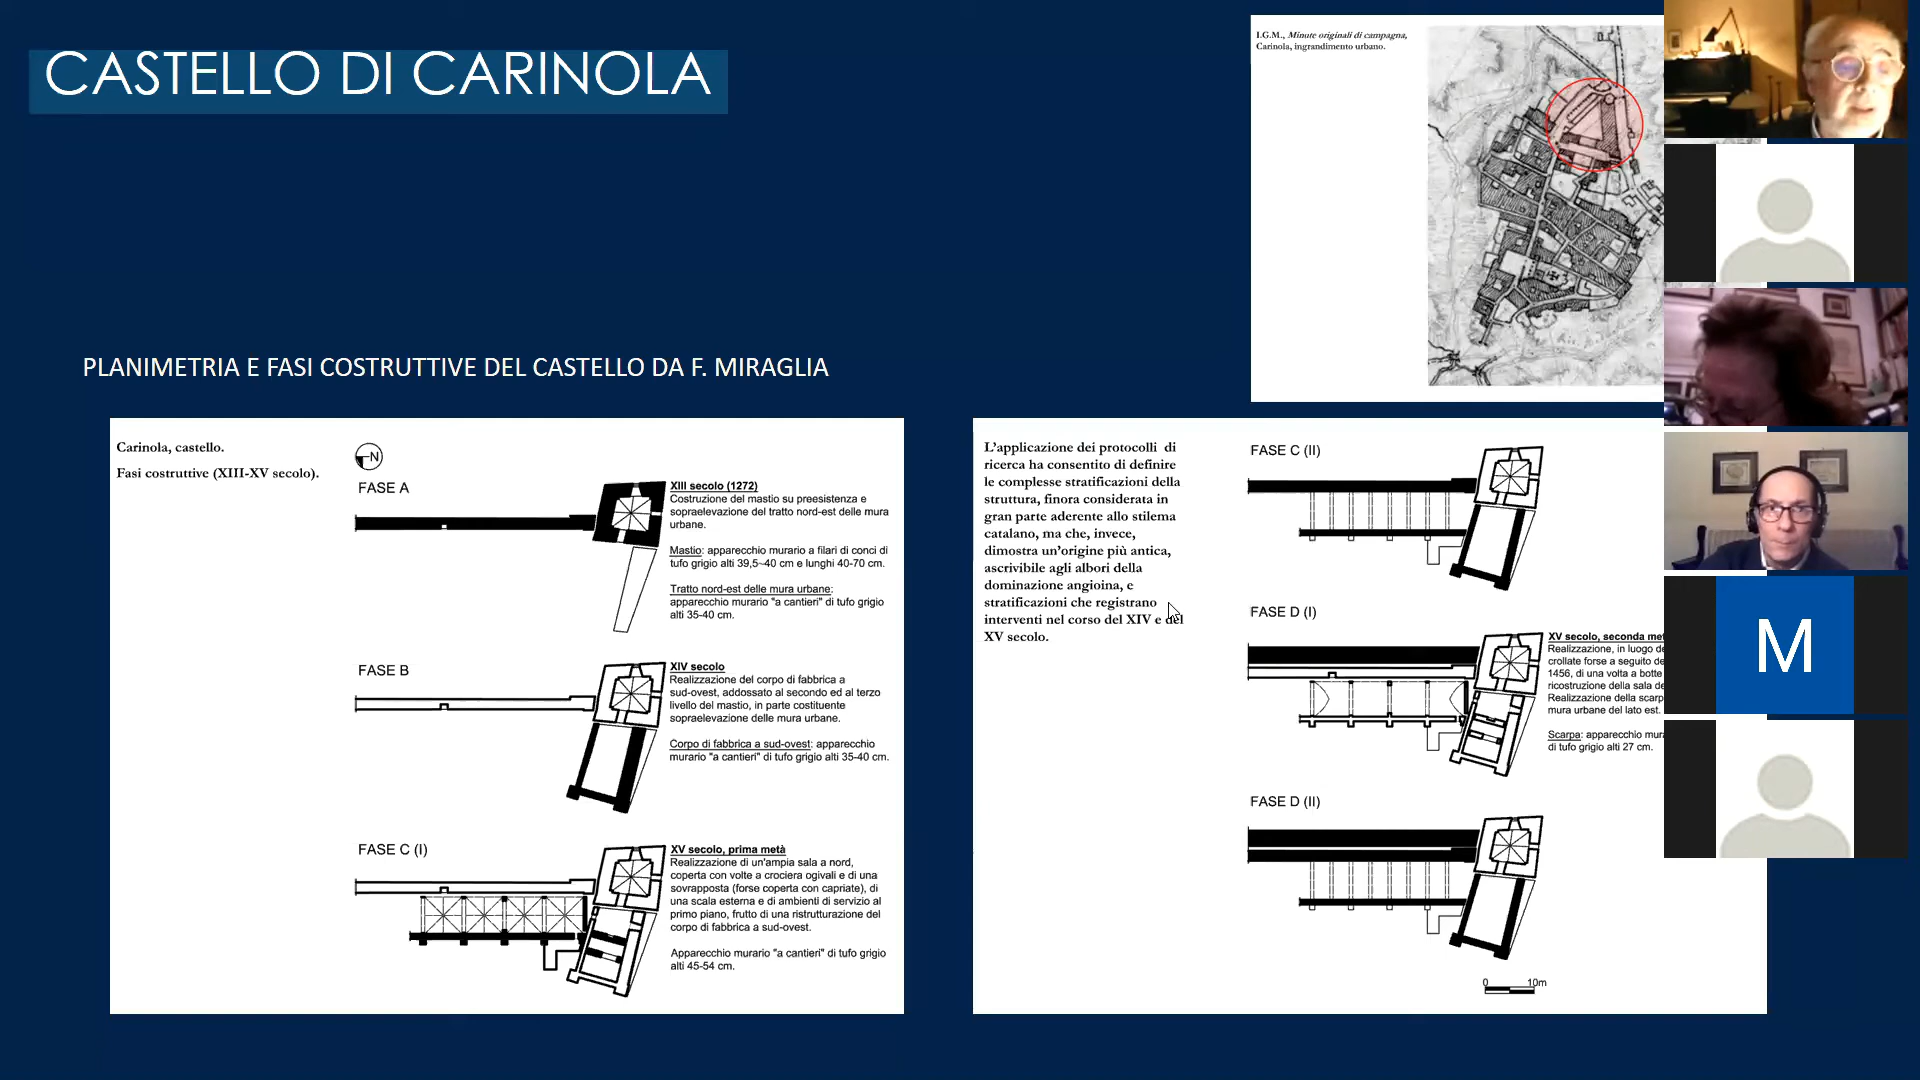 CASTELLO DI CARINOLA
I.G.M., Minute originali di campagna,
Carinola, ingrandimento urbano.
PLANIMETRIA E FASI COSTRUTTIVE DEL CASTELLO DA F. MIRAGLIA
Carinola, castello.
Fasi costruttive (XIII-XV secolo).
N
FASE A
XIII secolo (1272)
Costruzione del mastio su preesistenza e
sopraelevazione del tratto nord-est delle mura
urbane.
Mastio: apparecchio murario a filari di conci di
tufo grigio alti 39,5~40 cm e lunghi 40-70 cm.
Tratto nord-est delle mura urbane:
apparecchio murario "a cantieri" di tufo grigio
alti 35-40 cm.
FASE B
XIV secolo
Realizzazione del corpo di fabbrica a
sud-ovest, addossato al secondo ed al terzo
livello del mastio, in parte costituente
sopraelevazione delle mura urbane.
Corpo di fabbrica a sud-ovest: apparecchio
murario "a cantieri" di tufo grigio alti 35-40 cm.
FASE C (I)
XV secolo, prima metà
Realizzazione di un'ampia sala a nord,
coperta con volte a crociera ogivali e di una
sovrapposta (forse coperta con capriate), di
una scala esterna e di ambienti di servizio al
primo piano, frutto di una ristrutturazione del
corpo di fabbrica a sud-ovest.
Apparecchio murario "a cantieri" di tufo grigio
alti 45-54 cm.
L'applicazione dei protocolli di
ricerca ha consentito di definire
le complesse stratificazioni della
struttura, finora considerata in
gran parte aderente allo stilema
catalano, ma che, invece,
dimostra un'origine più antica,
ascrivibile agli albori della
dominazione angioina, e
stratificazioni che registrano
interventi nel corso del XIV e del
XV secolo.
FASE C (II)
FASE D (I)
XV secolo, seconda
Realizzazione, in luogo
crollate forse a seguito
1456, di una volta a botte
ricostruzione della sala
Realizzazione della
mura urbane del lato est.
Scarpa: apparecchio
di tufo grigio alti 27 cm.
FASE D (II)
0 10m
M